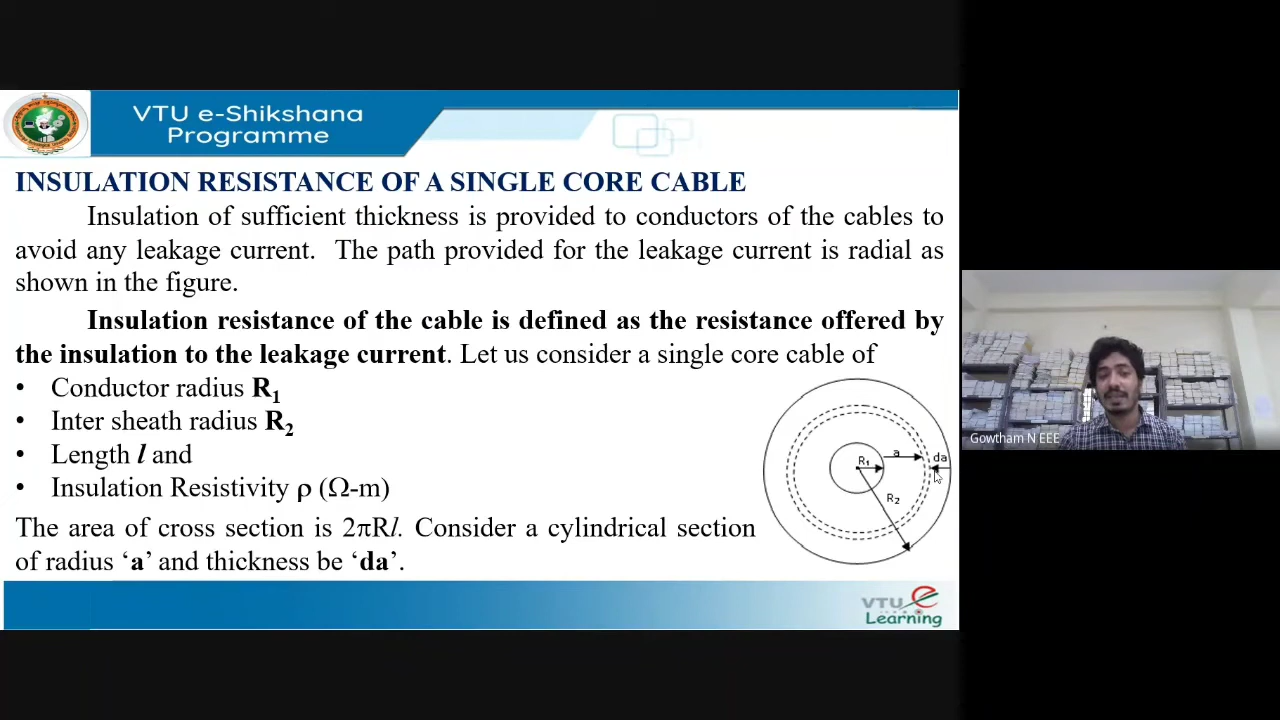 VTU e-Shikshana
Programme
INSULATION RESISTANCE OF A SINGLE CORE CABLE
Insulation of sufficient thickness is provided to conductors of the cables to
avoid any leakage current. The path provided for the leakage current is radial as
shown in the figure.
Insulation resistance of the cable is defined as the resistance offered by
the insulation to the leakage current. Let us consider a single core cable of
• Conductor radius R₁
• Inter sheath radius R₂
• Length l and
• Insulation Resistivity ρ (Ω-m)
The area of cross section is 2πRl. Consider a cylindrical section
of radius ‘a’ and thickness be ‘da’.
R₁
a
da
R₂
VTU e
Learning
Gowtham N EEE